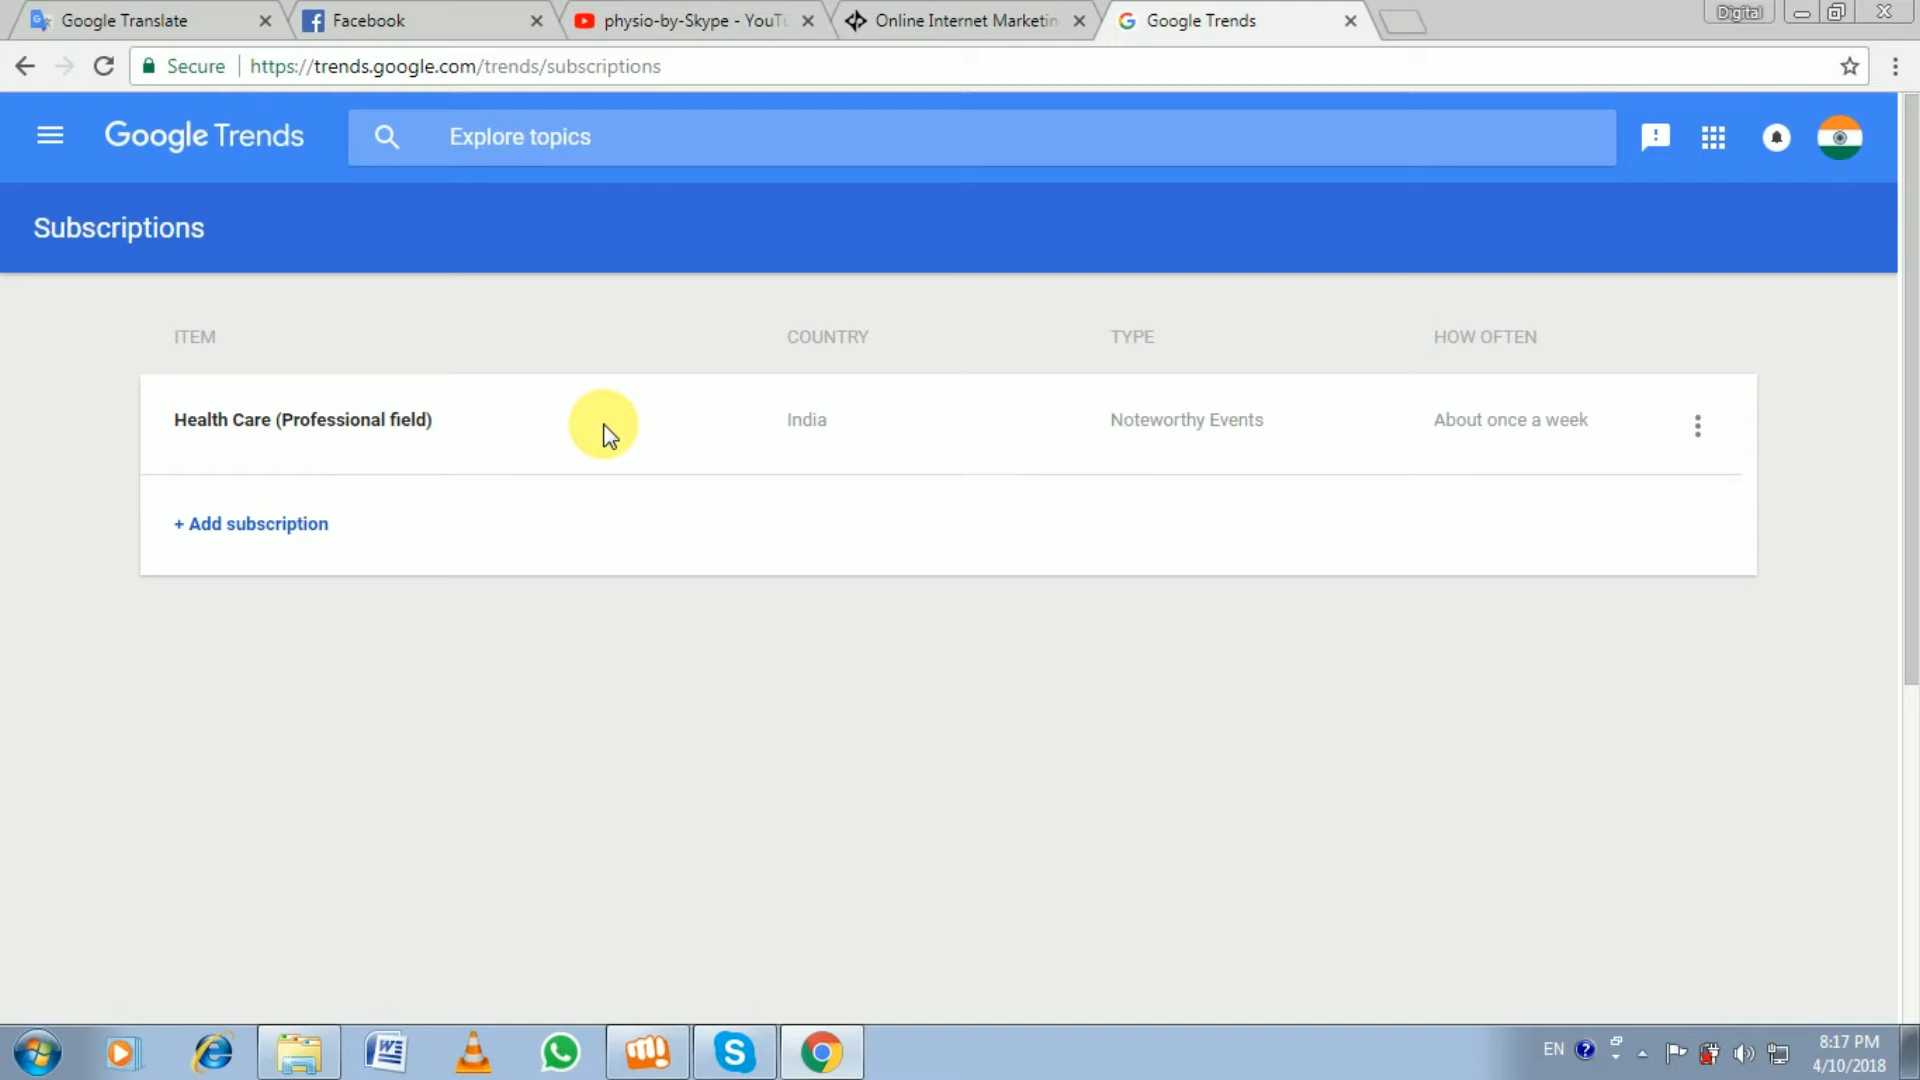 Google Translate
Facebook
physio-by-Skype - YouTu
Online Internet Marketin
Google Trends
Digital
Secure
https://trends.google.com/trends/subscriptions
Google Trends
Explore topics
Subscriptions
ITEM COUNTRY TYPE HOW OFTEN
Health Care (Professional field) India Noteworthy Events About once a week
+ Add subscription
EN
8:17 PM
4/10/2018